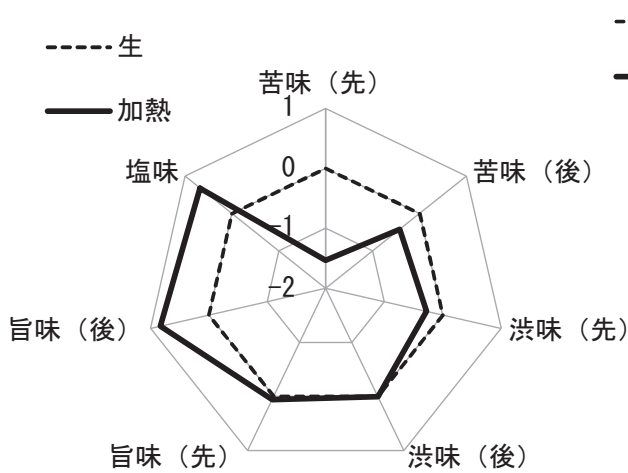 生
加熱
苦味（先）
1
0
-1
-2
苦味（後）
渋味（先）
渋味（後）
旨味（先）
旨味（後）
塩味